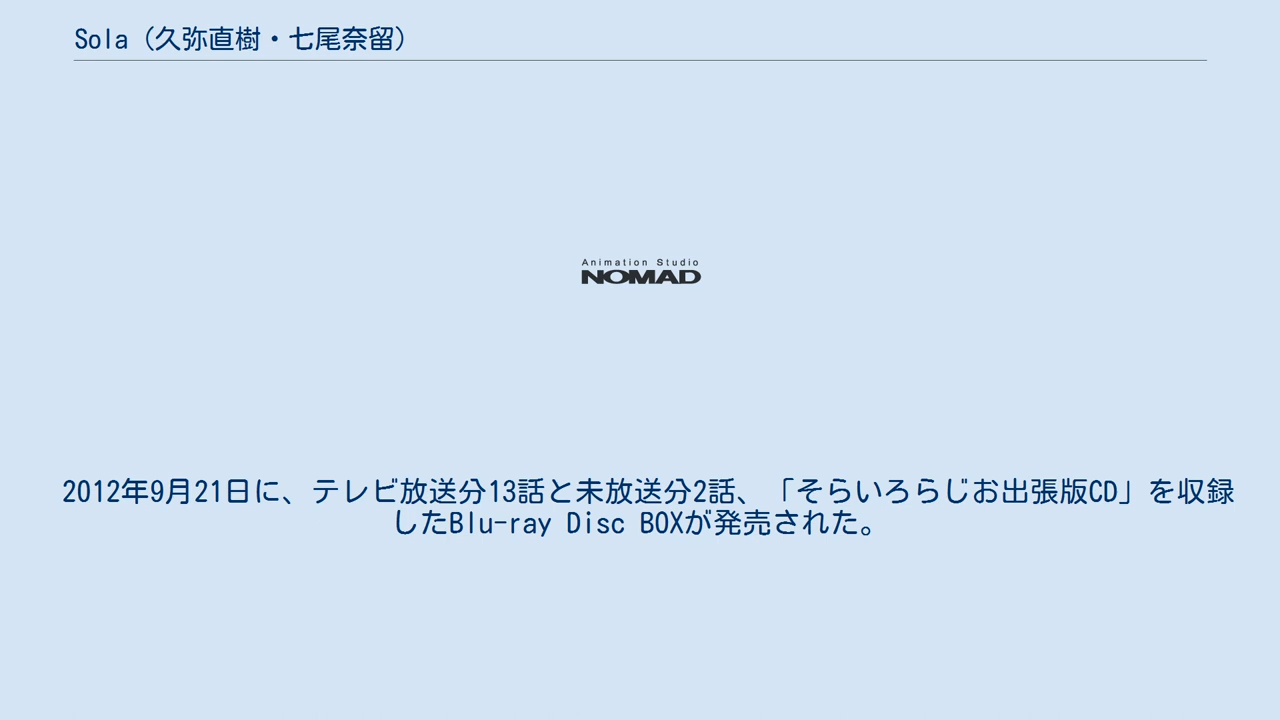 Sola（久弥直樹・七尾奈留）
Animation Studio
NOMAD
2012年9月21日に、テレビ放送分13話と未放送分2話、「そらいろらじお出張版CD」を収録
したBlu-ray Disc BOXが発売された。